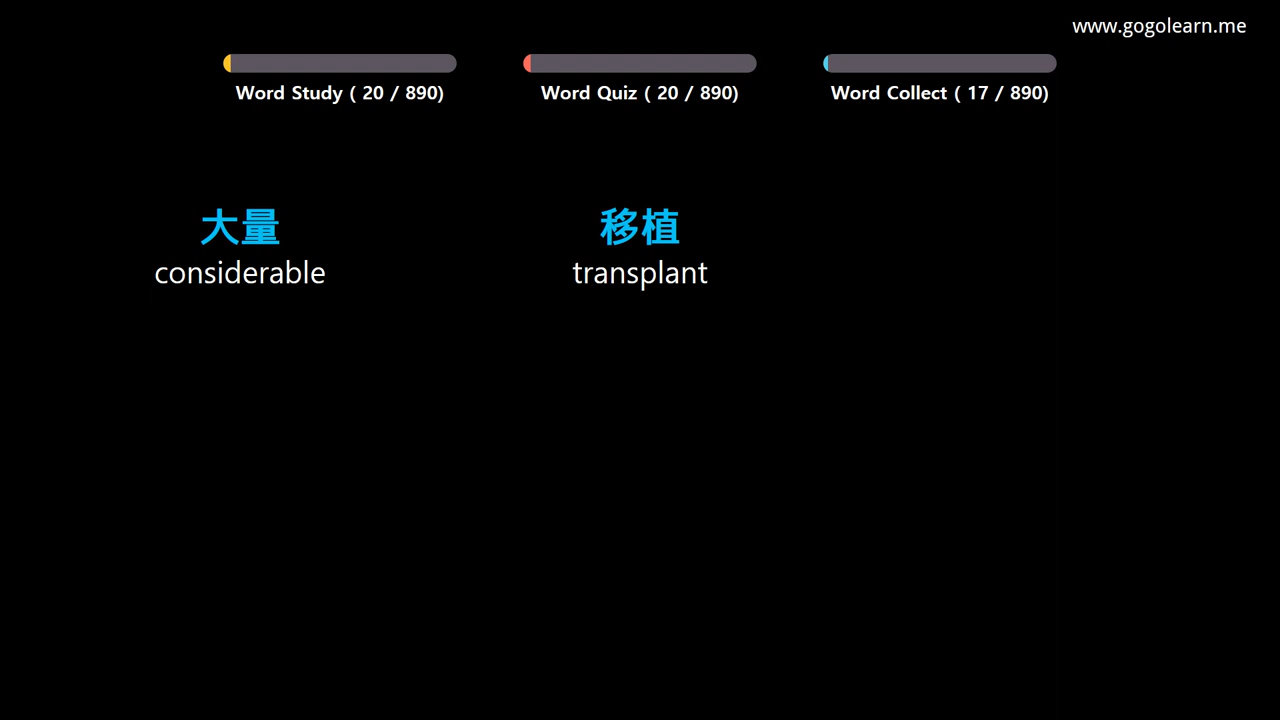 www.gogolearn.me
Word Study ( 20 / 890)
Word Quiz ( 20 / 890)
Word Collect ( 17 / 890)
大量
considerable
移植
transplant